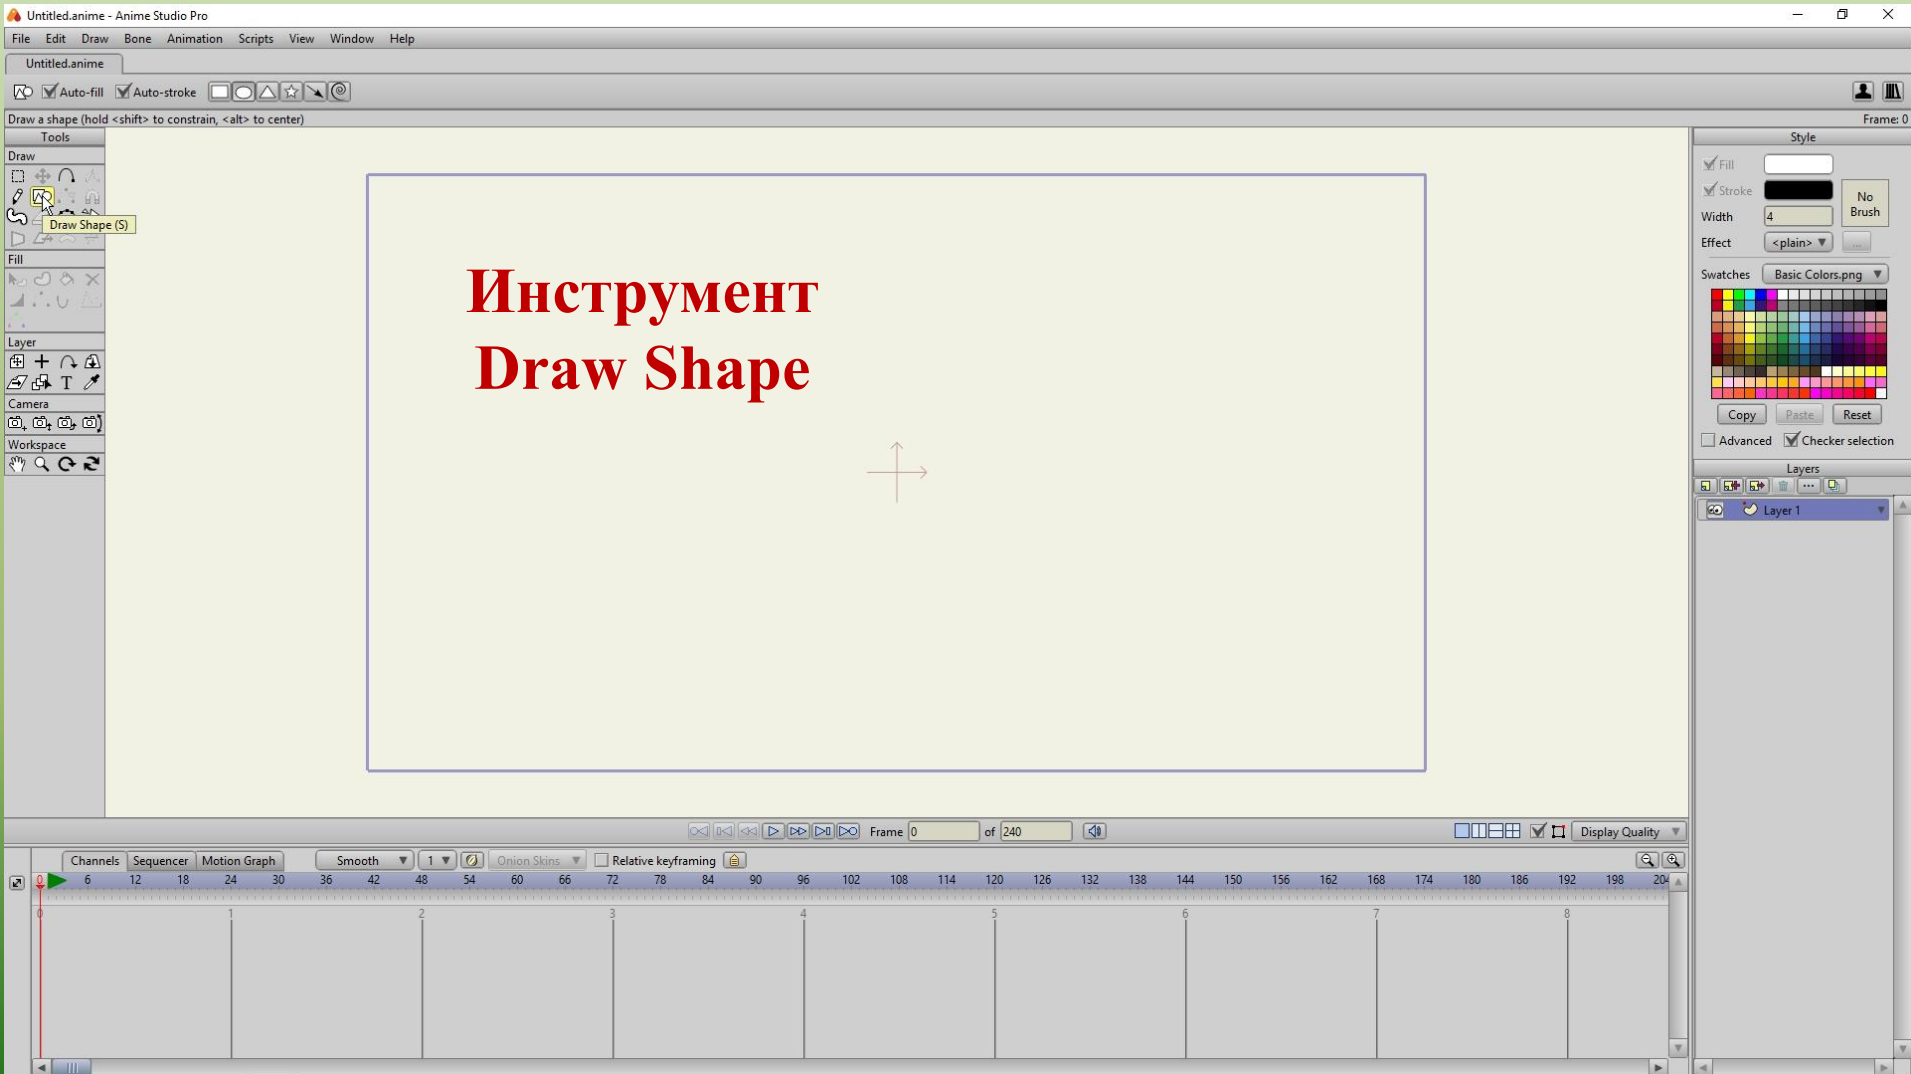 Untitled.anime - Anime Studio Pro
File Edit Draw Bone Animation Scripts View Window Help
Untitled.anime
Auto-fill Auto-stroke
Draw a shape (hold <shift> to constrain, <alt> to center) Frame: 0
Tools
Draw
Draw Shape (S)
Fill
Layer
T
Camera
Workspace
Инструмент
Draw Shape
Style
Fill
Stroke
No
Brush
Width 4
Effect <plain> ...
Swatches Basic Colors.png
Copy Paste Reset
Advanced Checker selection
Layers
Layer 1
Frame 0 of 240 Display Quality
Channels Sequencer Motion Graph Smooth 1 Onion Skins Relative keyframing
0 6 12 18 24 30 36 42 48 54 60 66 72 78 84 90 96 102 108 114 120 126 132 138 144 150 156 162 168 174 180 186 192 198 204
0 1 2 3 4 5 6 7 8